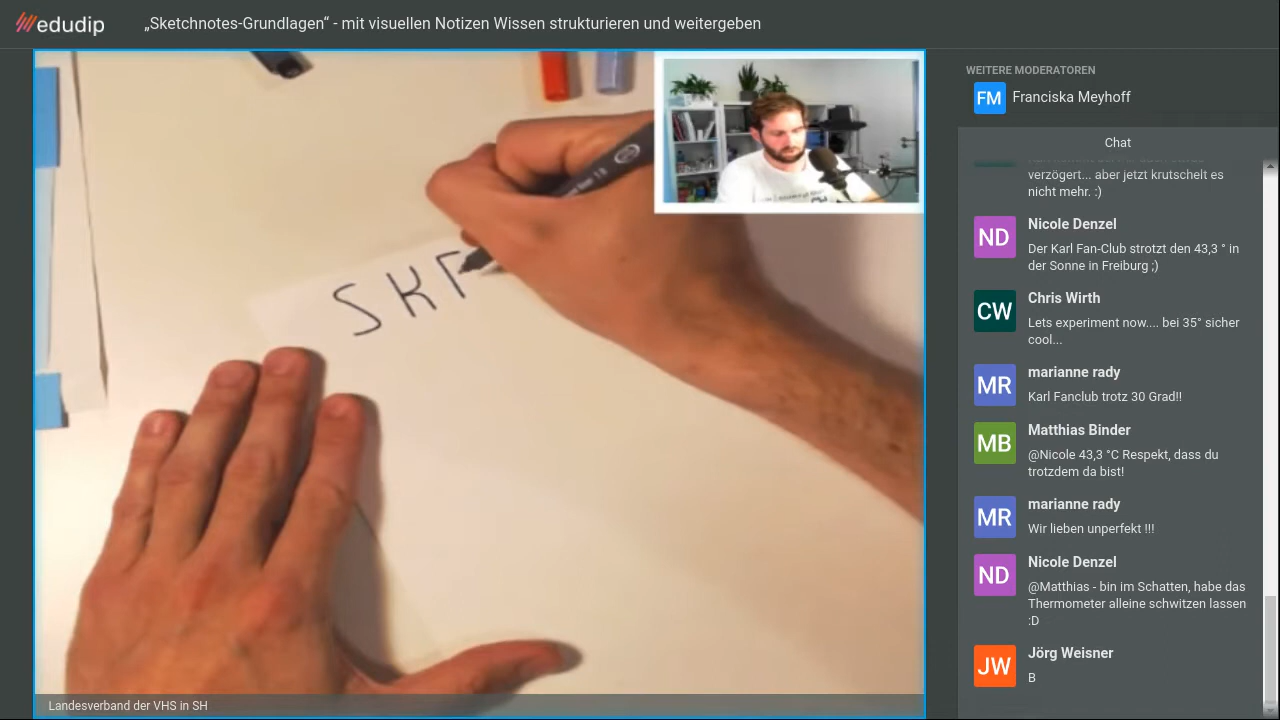 edudip
„Sketchnotes-Grundlagen“ - mit visuellen Notizen Wissen strukturieren und weitergeben
SKE
Landesverband der VHS in SH
WEITERE MODERATOREN
FM
Franciska Meyhoff
Chat
verzögert... aber jetzt krutschelt es
nicht mehr. :)
ND
Nicole Denzel
Der Karl Fan-Club strotzt den 43,3 ° in
der Sonne in Freiburg ;)
CW
Chris Wirth
Lets experiment now.... bei 35° sicher
cool...
MR
marianne rady
Karl Fanclub trotz 30 Grad!!
MB
Matthias Binder
@Nicole 43,3 °C Respekt, dass du
trotzdem da bist!
MR
marianne rady
Wir lieben unperfekt !!!
ND
Nicole Denzel
@Matthias - bin im Schatten, habe das
Thermometer alleine schwitzen lassen
:D
JW
Jörg Weisner
B